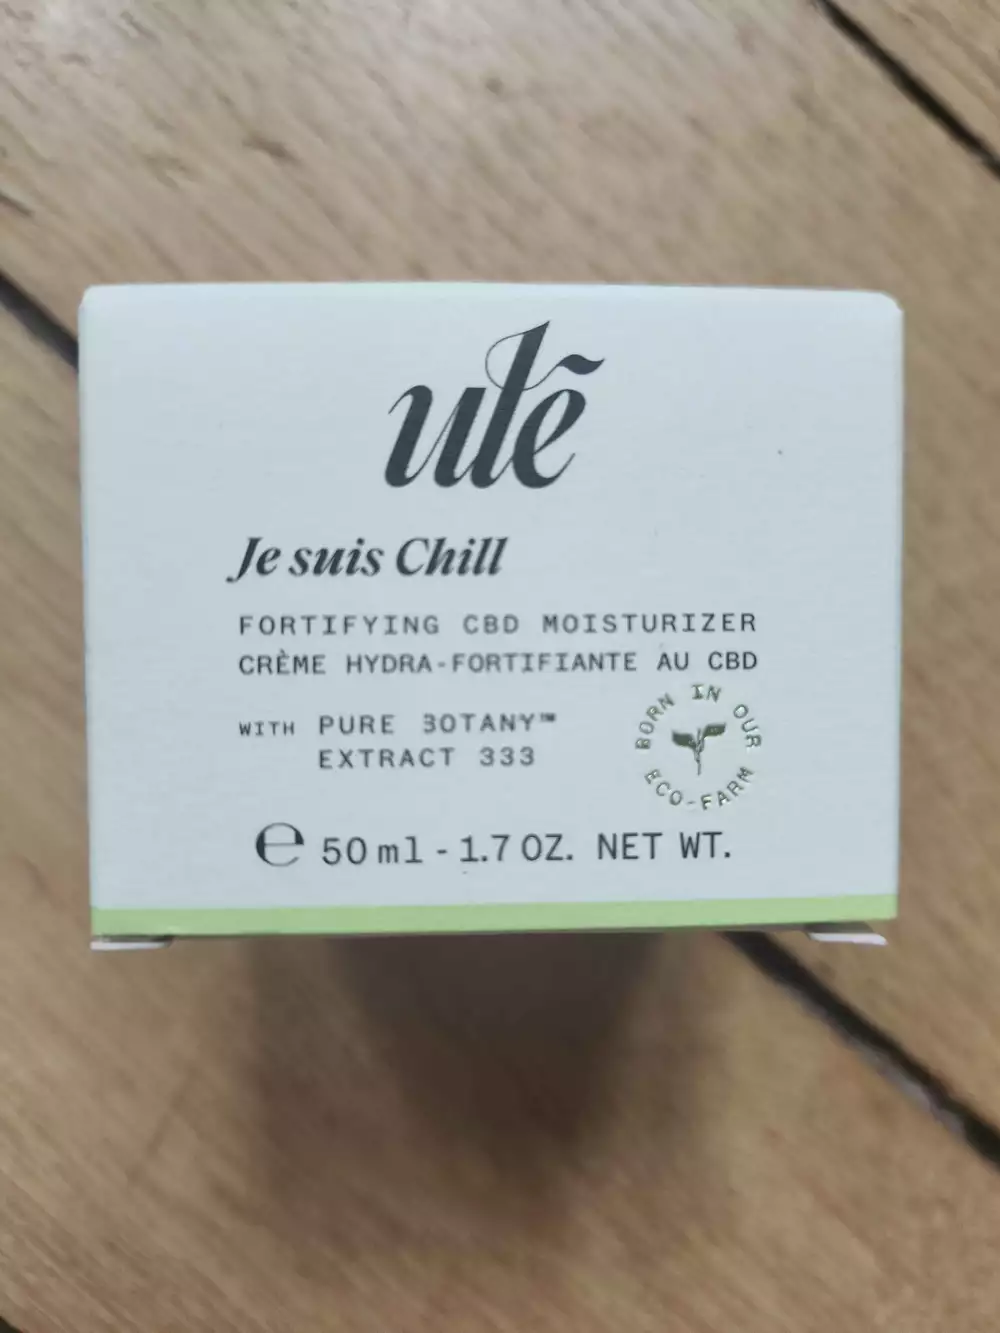 ulé
Je suis Chill
FORTIFYING CBD MOISTURIZER
CRÈME HYDRA-FORTIFIANTE AU CBD
WITH PURE BOTANY™
EXTRACT 333
BORN IN OUR
ECO-FARM
℮ 50 ml - 1.7 OZ. NET WT.